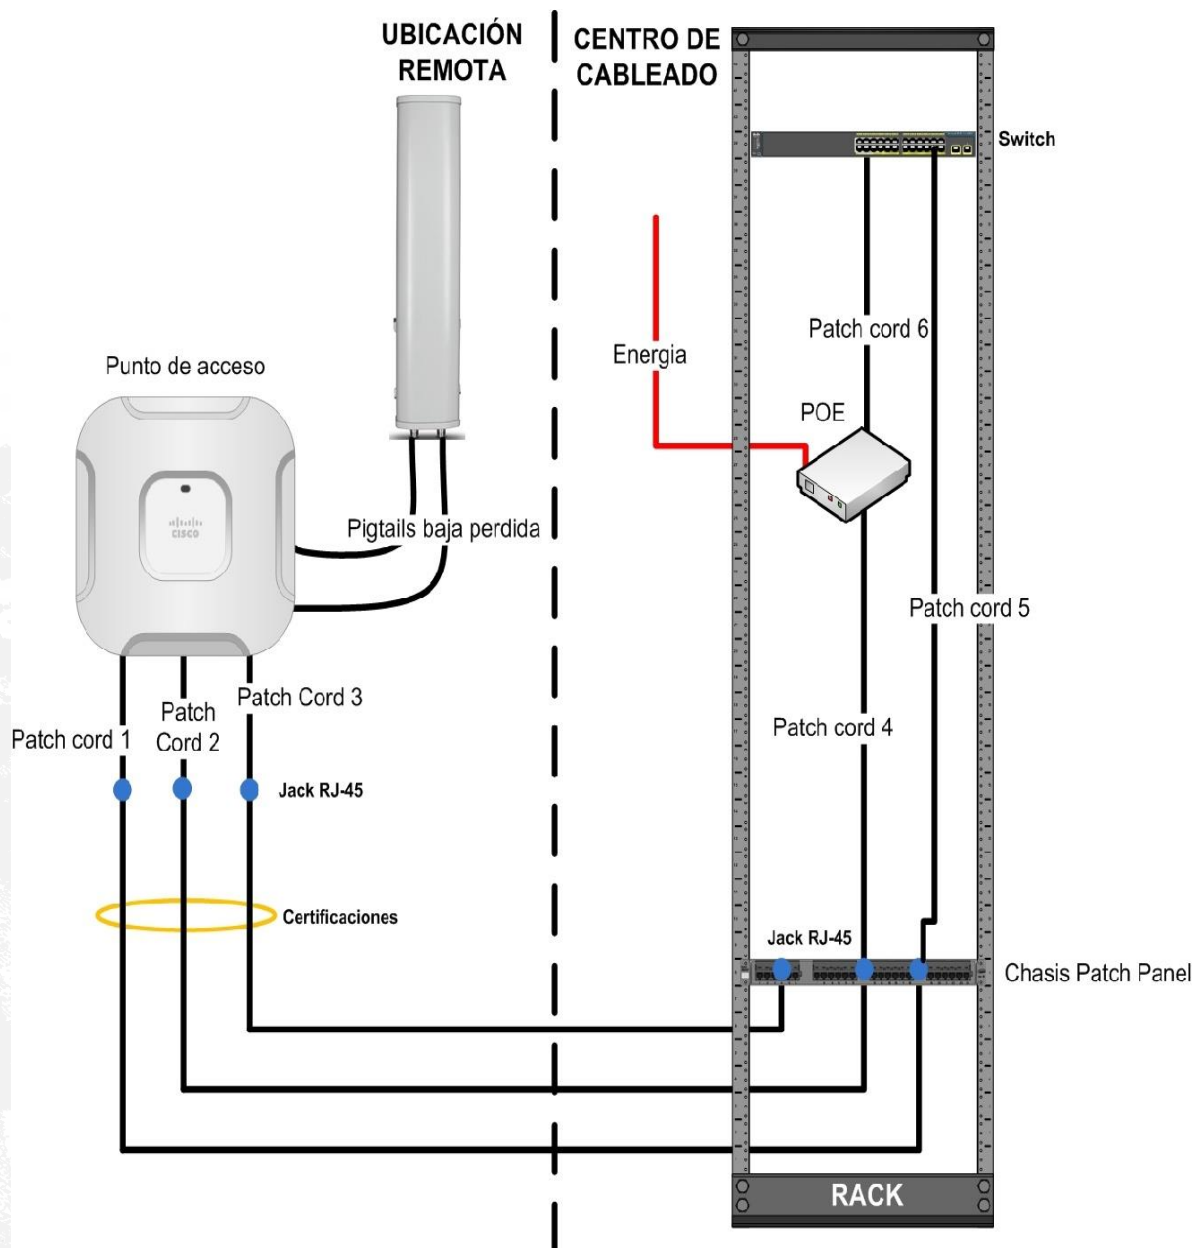 UBICACIÓN
REMOTA
CENTRO DE
CABLEADO
Switch
Patch cord 6
Energia
Punto de acceso
POE
CISCO
Pigtails baja perdida
Patch cord 5
Patch Cord 3
Patch
Cord 2
Patch cord 1
Patch cord 4
Jack RJ-45
Certificaciones
Jack RJ-45
Chasis Patch Panel
RACK